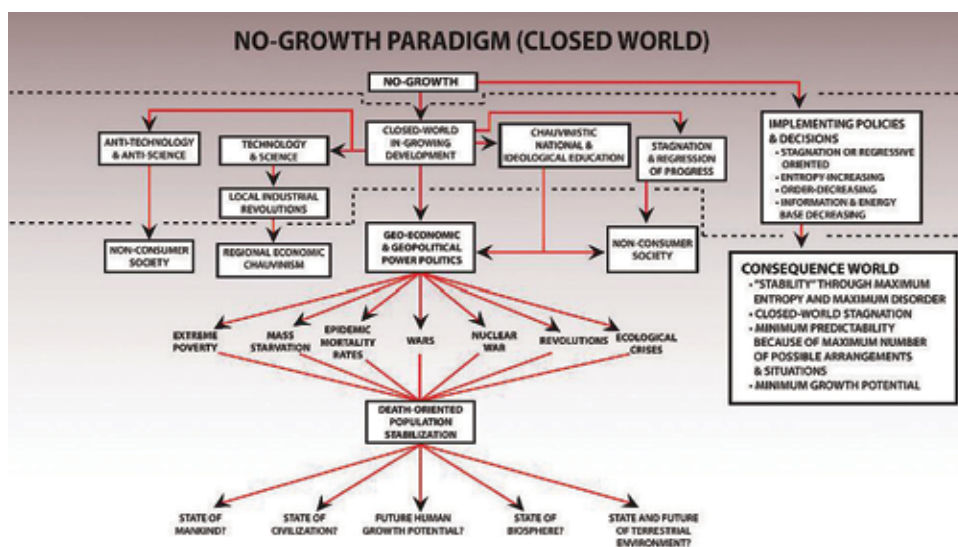 NO-GROWTH PARADIGM (CLOSED WORLD)
NO-GROWTH
ANTI-TECHNOLOGY
& ANTI-SCIENCE
TECHNOLOGY
& SCIENCE
CLOSED-WORLD
IN-GROWING
DEVELOPMENT
CHAUVINISTIC
NATIONAL &
IDEOLOGICAL EDUCATION
STAGNATION
& REGRESSION
OF PROGRESS
IMPLEMENTING POLICIES
& DECISIONS
• STAGNATION OR REGRESSIVE
ORIENTED
• ENTROPY-INCREASING
• ORDER-DECREASING
• INFORMATION & ENERGY
BASE DECREASING
LOCAL INDUSTRIAL
REVOLUTIONS
NON-CONSUMER
SOCIETY
REGIONAL ECONOMIC
CHAUVINISM
GEO-ECONOMIC
& GEOPOLITICAL
POWER POLITICS
NON-CONSUMER
SOCIETY
CONSEQUENCE WORLD
• "STABILITY" THROUGH MAXIMUM
ENTROPY AND MAXIMUM DISORDER
• CLOSED-WORLD STAGNATION
• MINIMUM PREDICTABILITY
BECAUSE OF MAXIMUM NUMBER
OF POSSIBLE ARRANGEMENTS
& SITUATIONS
• MINIMUM GROWTH POTENTIAL
EXTREME
POVERTY
MASS
STARVATION
EPIDEMIC
MORTALITY
RATES
WARS
NUCLEAR
WAR
REVOLUTIONS
ECOLOGICAL
CRISES
DEATH-ORIENTED
POPULATION
STABILIZATION
STATE OF
MANKIND?
STATE OF
CIVILIZATION?
FUTURE HUMAN
GROWTH POTENTIAL?
STATE OF
BIOSPHERE?
STATE AND FUTURE
OF TERRESTRIAL
ENVIRONMENT?